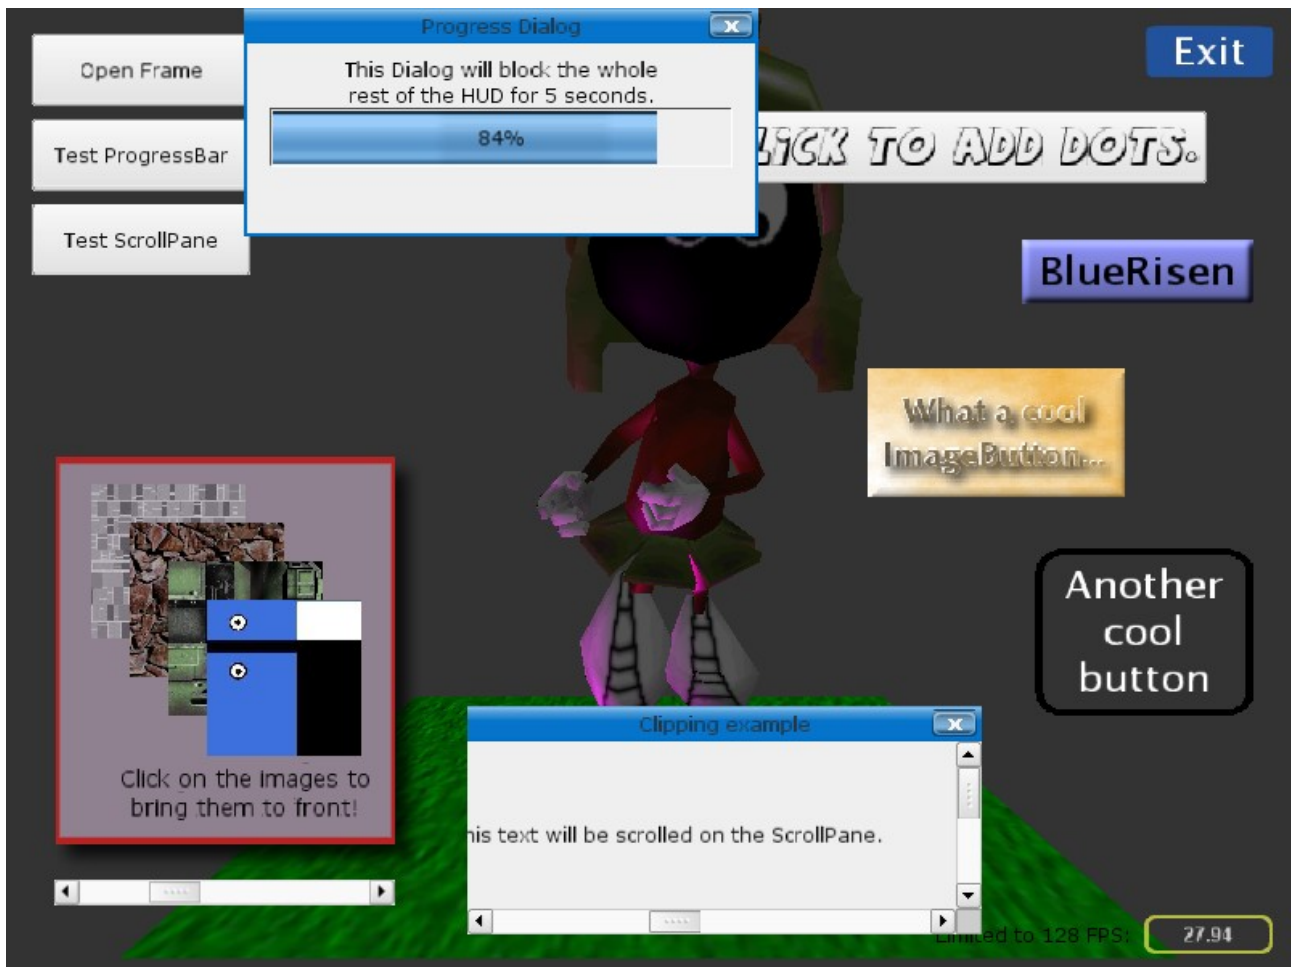 Progress Dialog
Exit
Open Frame
This Dialog will block the whole
rest of the HUD for 5 seconds.
84%
TO ADD DOTS.
Test ProgressBar
Test ScrollPane
BlueRisen
What a cool
ImageButton...
Another
cool
button
Clipping example
Click on the images to
bring them to front!
his text will be scrolled on the ScrollPane.
Limited to 128 FPS:
27.94